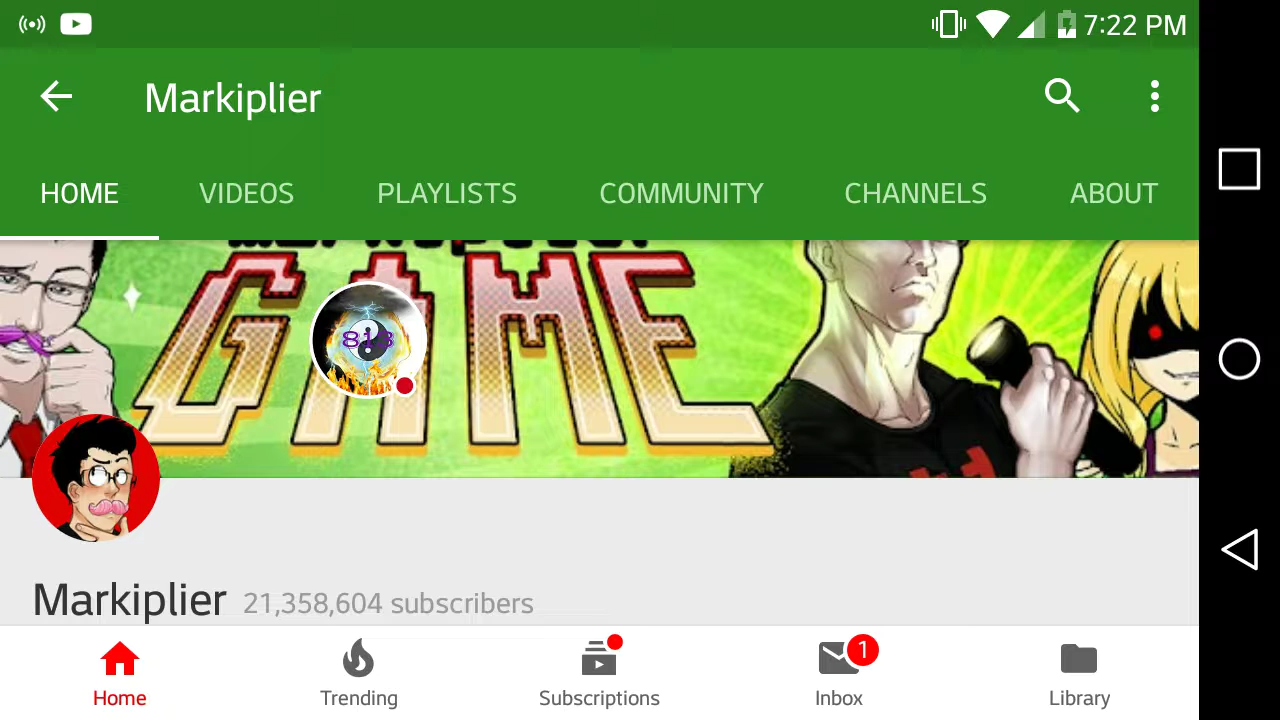 7:22 PM
Markiplier
HOME VIDEOS PLAYLISTS COMMUNITY CHANNELS ABOUT
GAME
813
Markiplier 21,358,604 subscribers
1
Home Trending Subscriptions Inbox Library